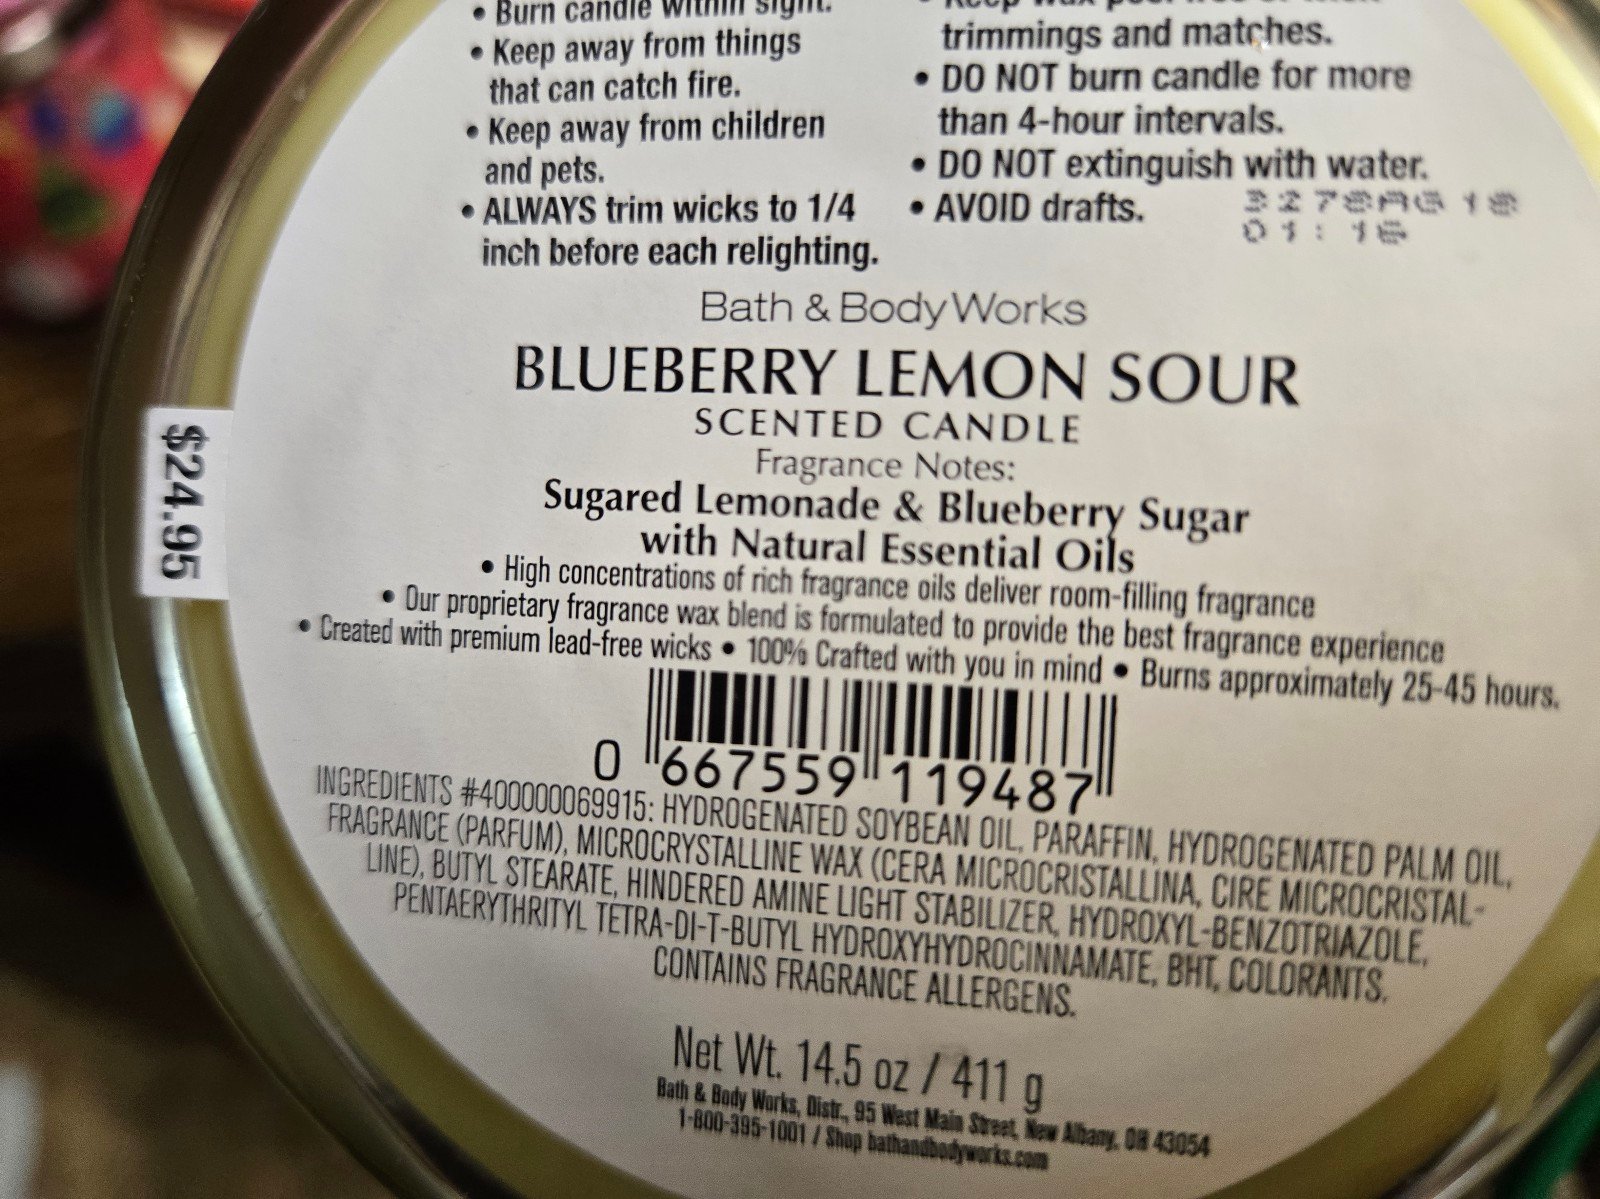 • Burn candle within sight.
• Keep away from things
that can catch fire.
• Keep away from children
and pets.
• ALWAYS trim wicks to 1/4
inch before each relighting.
trimmings and matches.
• DO NOT burn candle for more
than 4-hour intervals.
• DO NOT extinguish with water.
• AVOID drafts.
01:16
Bath & Body Works
BLUEBERRY LEMON SOUR
SCENTED CANDLE
Fragrance Notes:
Sugared Lemonade & Blueberry Sugar
with Natural Essential Oils
• High concentrations of rich fragrance oils deliver room-filling fragrance
• Our proprietary fragrance wax blend is formulated to provide the best fragrance experience
• Created with premium lead-free wicks • 100% Crafted with you in mind • Burns approximately 25-45 hours.
$24.95
0 667559 119487
INGREDIENTS #400000069915: HYDROGENATED SOYBEAN OIL, PARAFFIN, HYDROGENATED PALM OIL,
FRAGRANCE (PARFUM), MICROCRYSTALLINE WAX (CERA MICROCRISTALLINA, CIRE MICROCRISTAL-
LINE), BUTYL STEARATE, HINDERED AMINE LIGHT STABILIZER, HYDROXYL-BENZOTRIAZOLE,
PENTAERYTHRITYL TETRA-DI-T-BUTYL HYDROXYHYDROCINNAMATE, BHT, COLORANTS.
CONTAINS FRAGRANCE ALLERGENS.
Net Wt. 14.5 oz / 411 g
Bath & Body Works, Distr., 95 West Main Street, New Albany, OH 43054
1-800-395-1001 / Shop bathandbodyworks.com